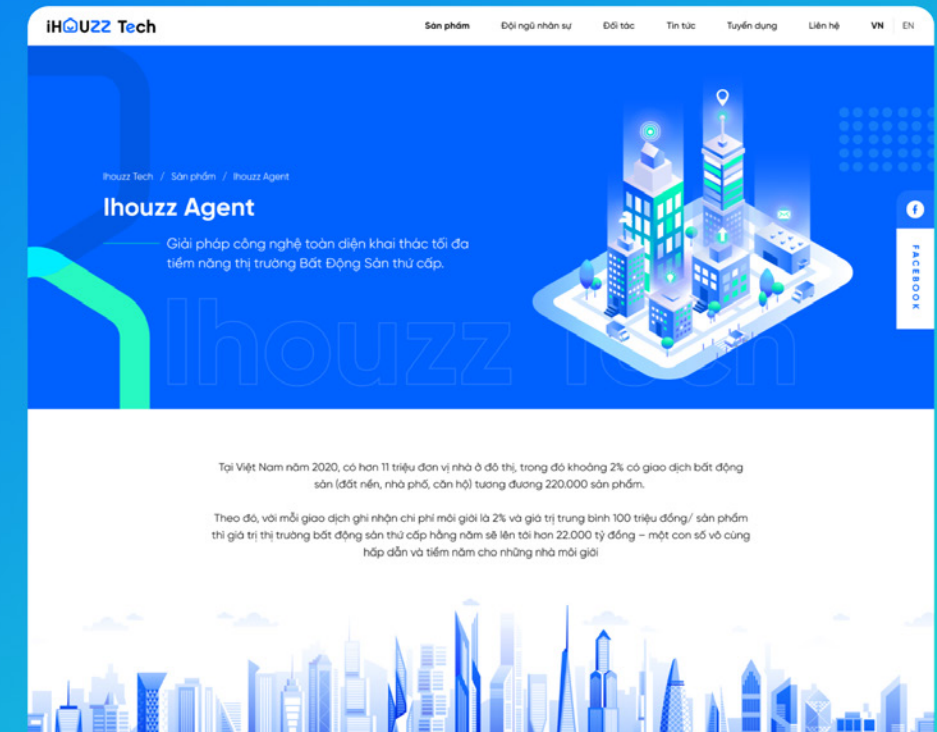 iHOUZZ Tech
Sản phẩm Đội ngũ nhân sự Đối tác Tin tức Tuyển dụng Liên hệ VN EN
Ihouzz Tech / Sản phẩm / Ihouzz Agent
Ihouzz Agent
Giải pháp công nghệ toàn diện khai thác tối đa
tiềm năng thị trường Bất Động Sản thứ cấp.
FACEBOOK
Ihouzz Tech
Tại Việt Nam năm 2020, có hơn 11 triệu đơn vị nhà ở đô thị, trong đó khoảng 2% có giao dịch bất động
sản (đất nền, nhà phố, căn hộ) tương đương 220.000 sản phẩm.
Theo đó, với mỗi giao dịch ghi nhận chi phí môi giới là 2% và giá trị trung bình 100 triệu đồng/ sản phẩm
thì giá trị thị trường bất động sản thứ cấp hằng năm sẽ lên tới hơn 22.000 tỷ đồng – một con số vô cùng
hấp dẫn và tiềm năm cho những nhà môi giới